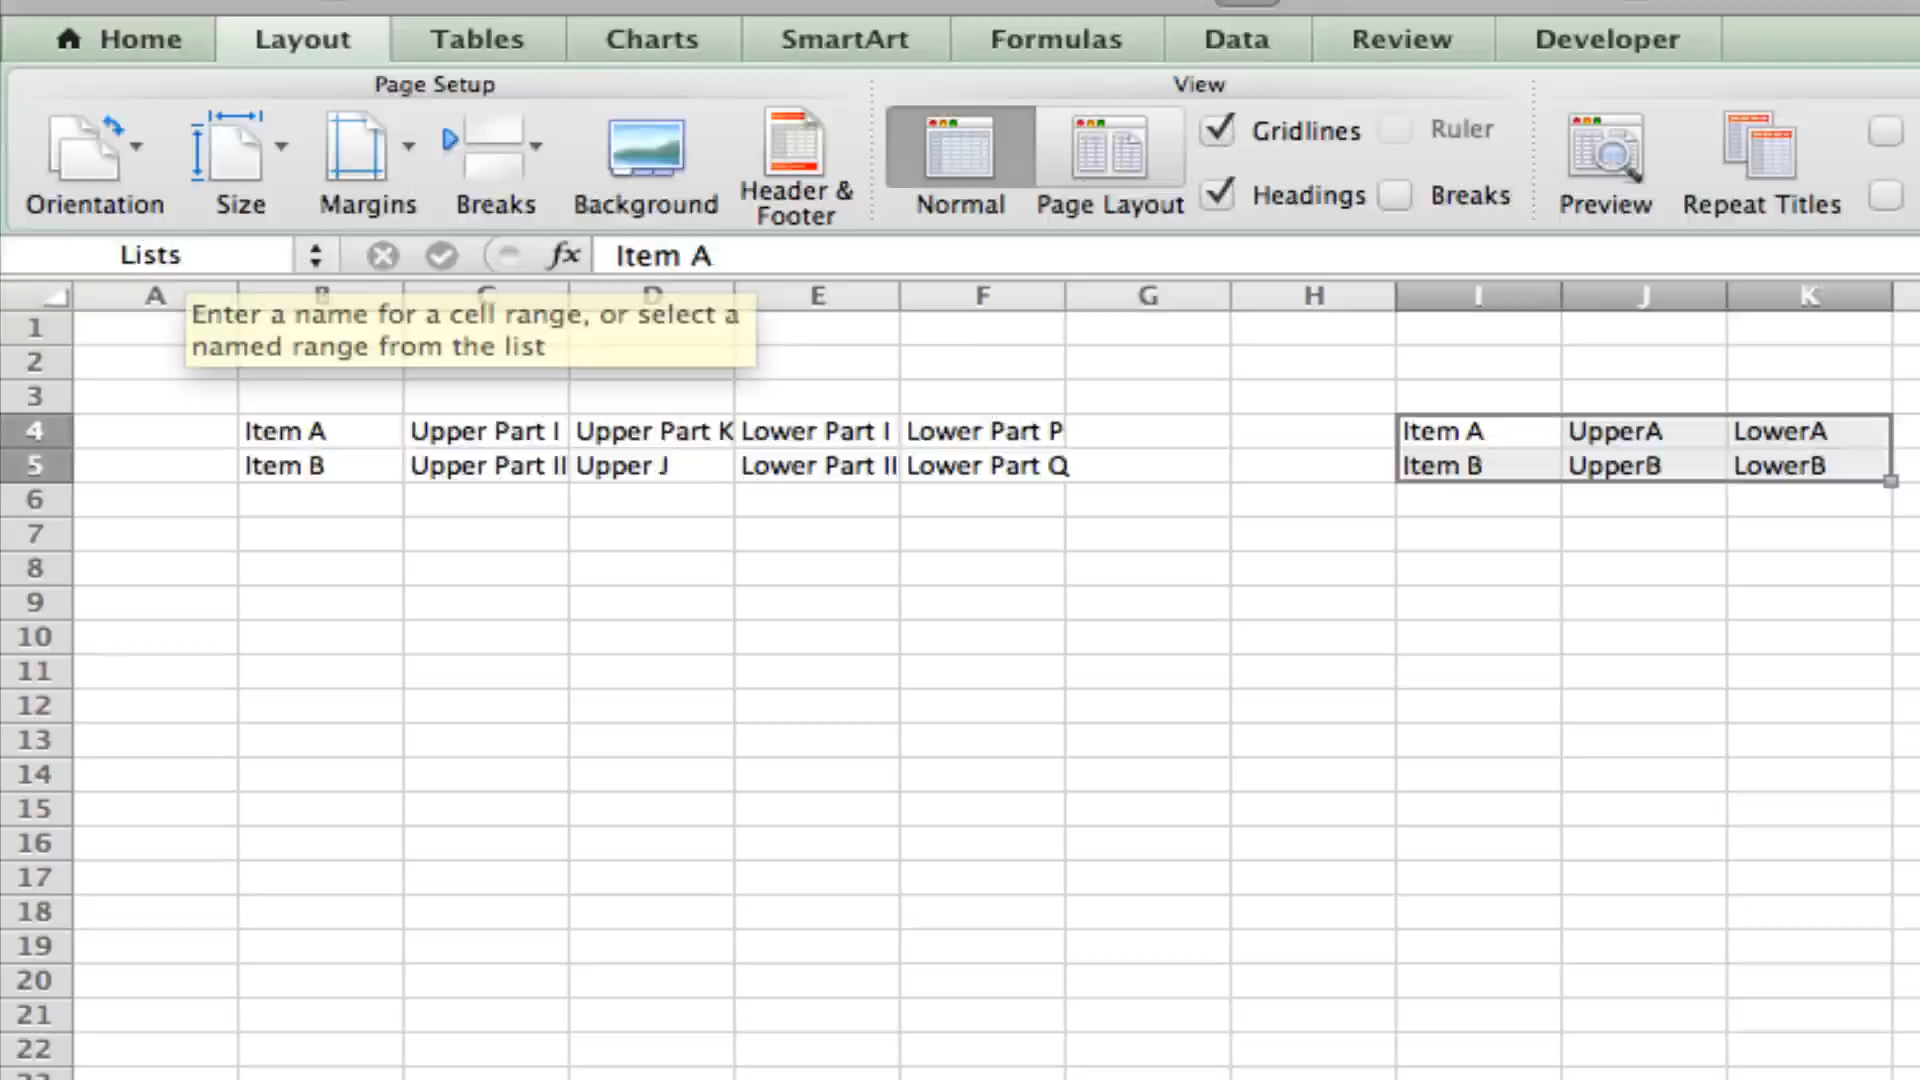 Home Layout Tables Charts SmartArt Formulas Data Review Developer
Page Setup View
Orientation Size Margins Breaks Background Header & Footer Normal Page Layout Gridlines Headings Ruler Breaks Preview Repeat Titles
Lists fx Item A
A B C D E F G H I J K
Enter a name for a cell range, or select a
named range from the list
1
2
3
4 Item A Upper Part I Upper Part K Lower Part I Lower Part P Item A UpperA LowerA
5 Item B Upper Part II Upper J Lower Part II Lower Part Q Item B UpperB LowerB
6
7
8
9
10
11
12
13
14
15
16
17
18
19
20
21
22
23